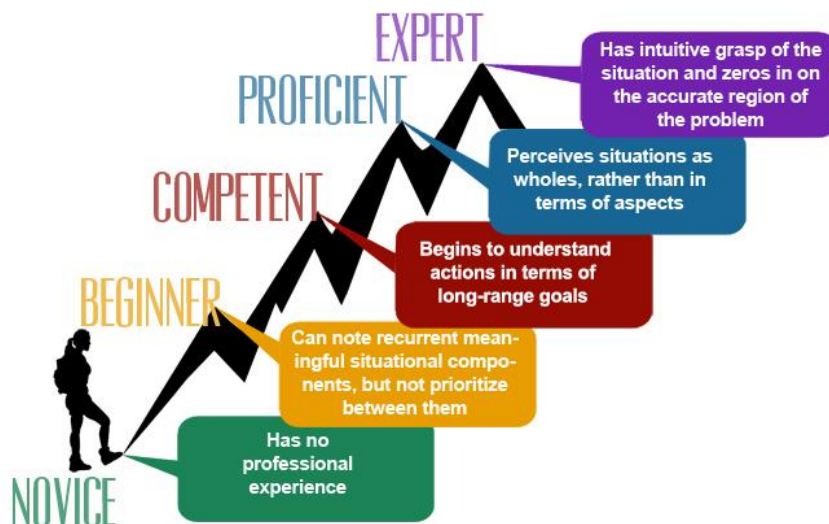 EXPERT
Has intuitive grasp of the
situation and zeros in on
the accurate region of
the problem
PROFICIENT
Perceives situations as
wholes, rather than in
terms of aspects
COMPETENT
Begins to understand
actions in terms of
long-range goals
BEGINNER
Can note recurrent mean-
ingful situational compo-
nents, but not prioritize
between them
NOVICE
Has no
professional
experience